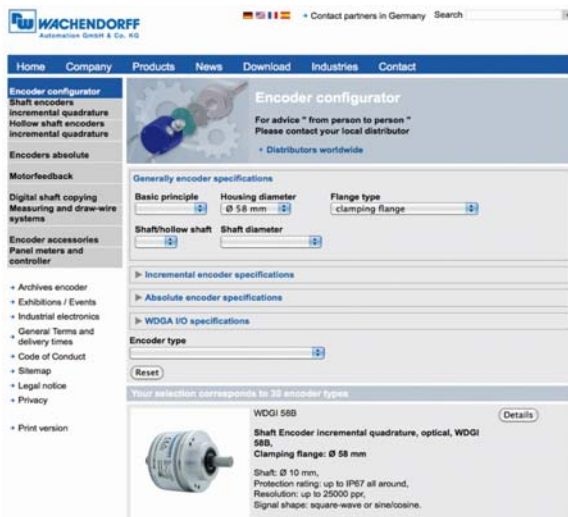 WACHENDORFF
Automation GmbH & Co. KG
Contact partners in Germany
Search
Home Company Products News Download Industries Contact
Encoder configurator
Shaft encoders
incremental quadrature
Hollow shaft encoders
incremental quadrature
Encoders absolute
Motorfeedback
Digital shaft copying
Measuring and draw-wire
systems
Encoder accessories
Panel meters and
controller
Archives encoder
Exhibitions / Events
Industrial electronics
General Terms and
delivery times
Code of Conduct
Sitemap
Legal notice
Privacy
Print version
Encoder configurator
For advice " from person to person "
Please contact your local distributor
Distributors worldwide
Generally encoder specifications
Basic principle Housing diameter Flange type
Ø 58 mm clamping flange
Shaft/hollow shaft Shaft diameter
Incremental encoder specifications
Absolute encoder specifications
WDGA I/O specifications
Encoder type
Reset
Your selection corresponds to 38 encoder types
WDGI 58B
Details
Shaft Encoder incremental quadrature, optical, WDGI
58B,
Clamping flange: Ø 58 mm
Shaft: Ø 10 mm,
Protection rating: up to IP67 all around,
Resolution: up to 25000 ppr,
Signal shape: square-wave or sine/cosine.